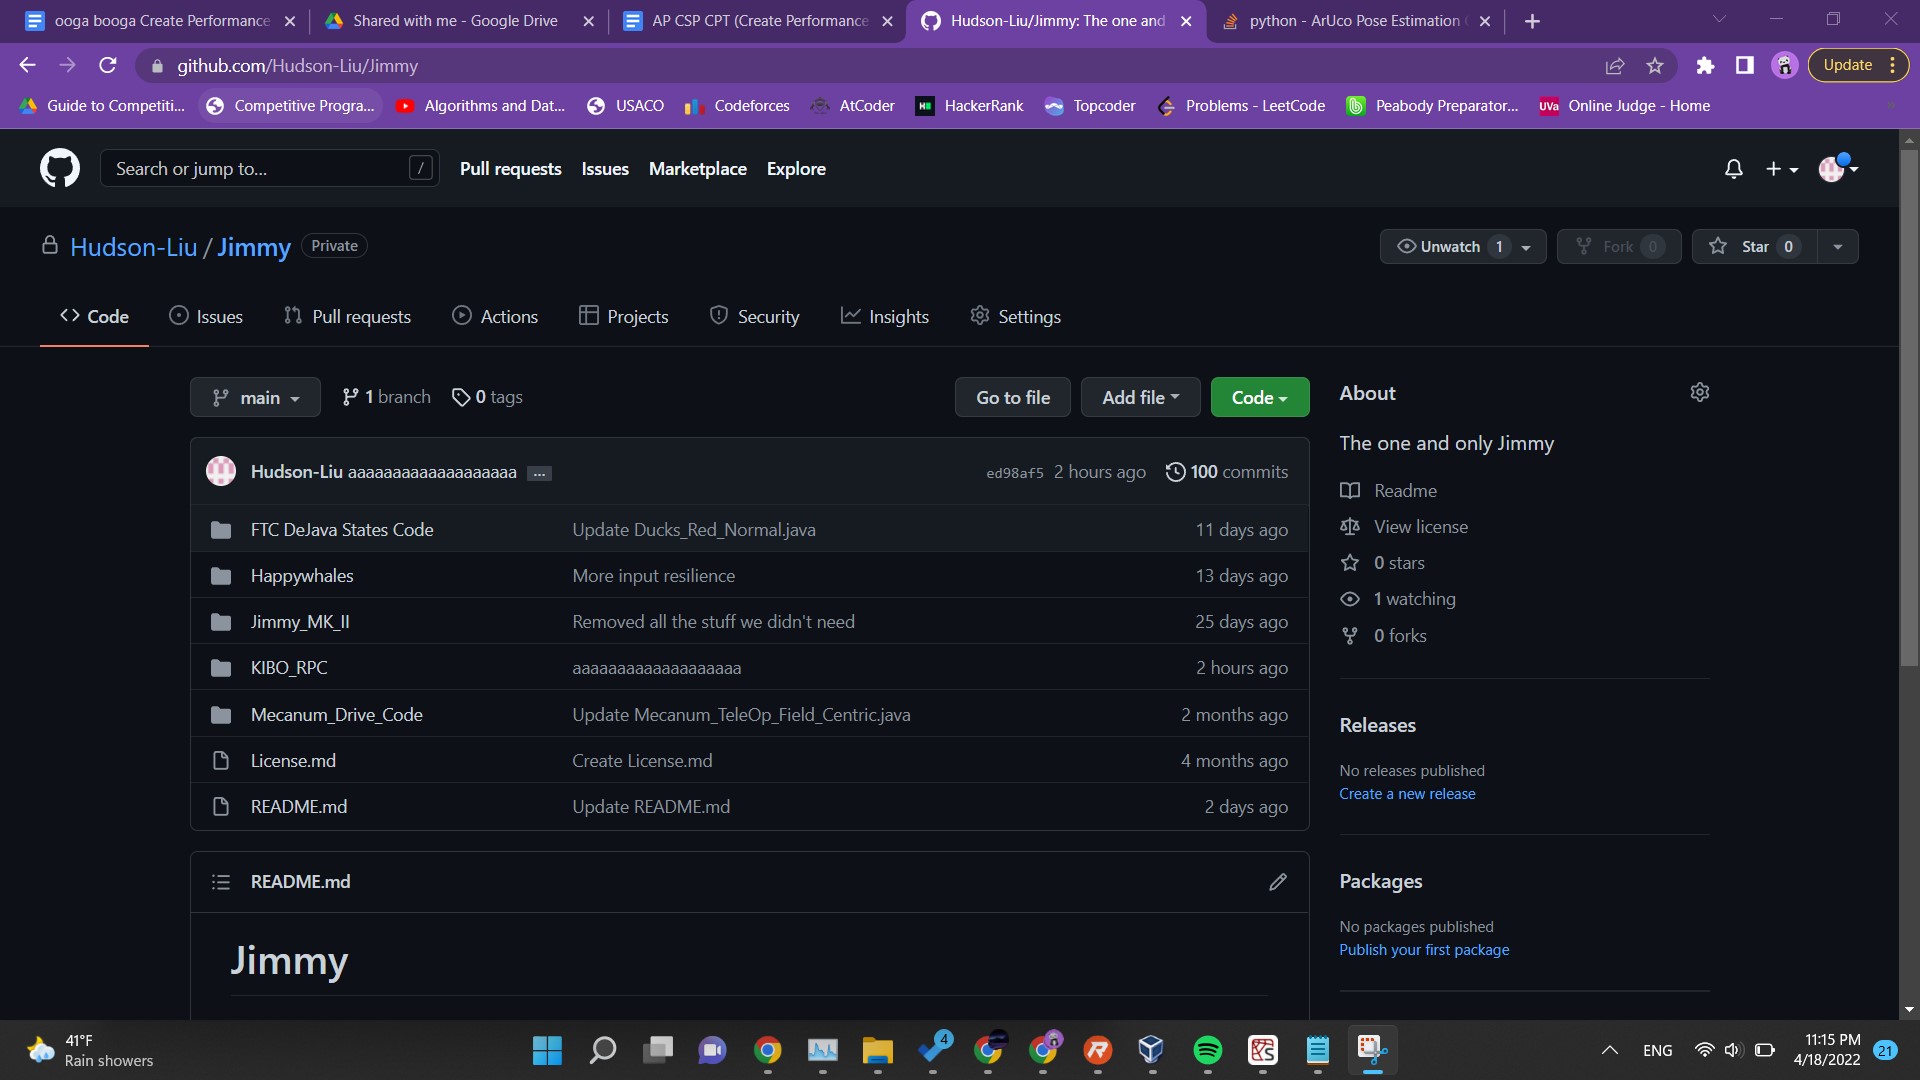 ooga booga Create Performance
Shared with me - Google Drive
AP CSP CPT (Create Performance
Hudson-Liu/Jimmy: The one and
python - ArUco Pose Estimation
github.com/Hudson-Liu/Jimmy
Update
Guide to Competiti...
Competitive Progra...
Algorithms and Dat...
USACO
Codeforces
AtCoder
HackerRank
Topcoder
Problems - LeetCode
Peabody Preparator...
UVa
Online Judge - Home
Search or jump to...
/
Pull requests
Issues
Marketplace
Explore
Hudson-Liu / Jimmy
Private
Unwatch 1
Fork 0
Star 0
Code
Issues
Pull requests
Actions
Projects
Security
Insights
Settings
main
1 branch
0 tags
Go to file
Add file
Code
Hudson-Liu aaaaaaaaaaaaaaaaaaa ...
ed98af5 2 hours ago
100 commits
FTC DeJava States Code
Update Ducks_Red_Normal.java
11 days ago
Happywhales
More input resilience
13 days ago
Jimmy_MK_II
Removed all the stuff we didn't need
25 days ago
KIBO_RPC
aaaaaaaaaaaaaaaaaaa
2 hours ago
Mecanum_Drive_Code
Update Mecanum_TeleOp_Field_Centric.java
2 months ago
License.md
Create License.md
4 months ago
README.md
Update README.md
2 days ago
README.md
Jimmy
About
The one and only Jimmy
Readme
View license
0 stars
1 watching
0 forks
Releases
No releases published
Create a new release
Packages
No packages published
Publish your first package
41°F
Rain showers
4
ENG
11:15 PM
4/18/2022
21